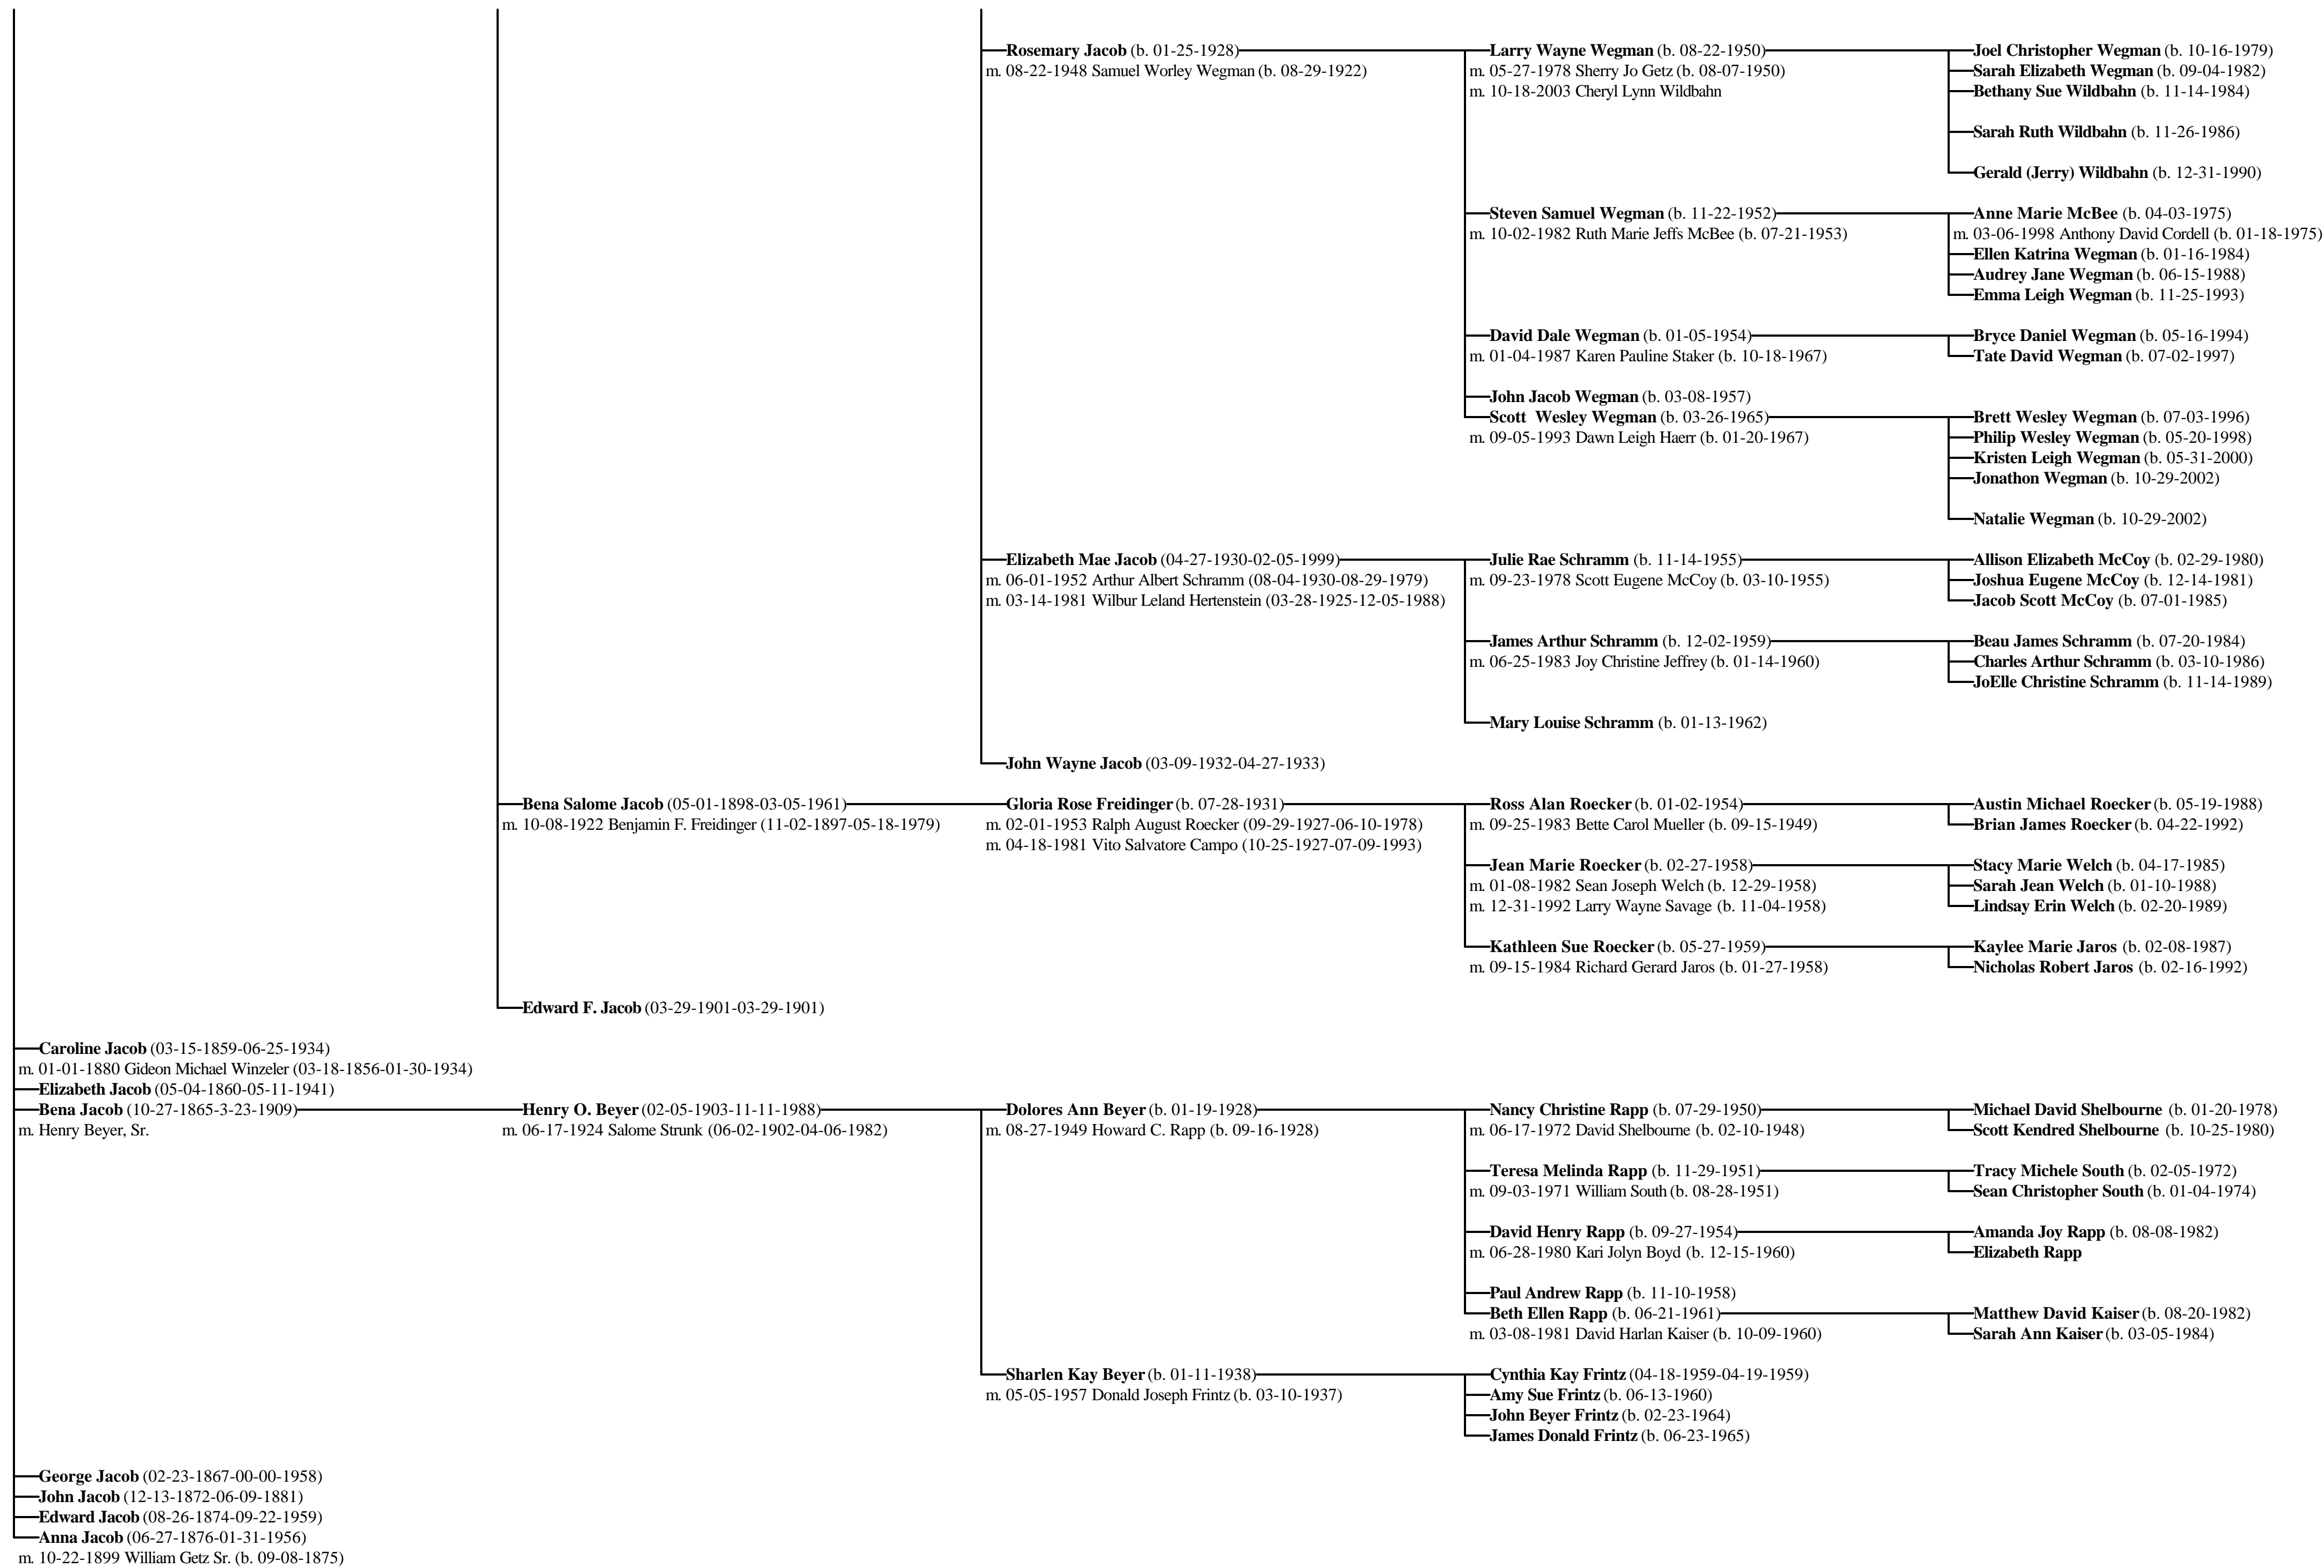 Rosemary Jacob (b. 01-25-1928)
m. 08-22-1948 Samuel Worley Wegman (b. 08-29-1922)
Larry Wayne Wegman (b. 08-22-1950)
m. 05-27-1978 Sherry Jo Getz (b. 08-07-1950)
m. 10-18-2003 Cheryl Lynn Wildbahn
Joel Christopher Wegman (b. 10-16-1979)
Sarah Elizabeth Wegman (b. 09-04-1982)
Bethany Sue Wildbahn (b. 11-14-1984)
Sarah Ruth Wildbahn (b. 11-26-1986)
Gerald (Jerry) Wildbahn (b. 12-31-1990)
Steven Samuel Wegman (b. 11-22-1952)
m. 10-02-1982 Ruth Marie Jeffs McBee (b. 07-21-1953)
Anne Marie McBee (b. 04-03-1975)
m. 03-06-1998 Anthony David Cordell (b. 01-18-1975)
Ellen Katrina Wegman (b. 01-16-1984)
Audrey Jane Wegman (b. 06-15-1988)
Emma Leigh Wegman (b. 11-25-1993)
David Dale Wegman (b. 01-05-1954)
m. 01-04-1987 Karen Pauline Staker (b. 10-18-1967)
Bryce Daniel Wegman (b. 05-16-1994)
Tate David Wegman (b. 07-02-1997)
John Jacob Wegman (b. 03-08-1957)
Scott  Wesley Wegman (b. 03-26-1965)
m. 09-05-1993 Dawn Leigh Haerr (b. 01-20-1967)
Brett Wesley Wegman (b. 07-03-1996)
Philip Wesley Wegman (b. 05-20-1998)
Kristen Leigh Wegman (b. 05-31-2000)
Jonathon Wegman (b. 10-29-2002)
Natalie Wegman (b. 10-29-2002)
Elizabeth Mae Jacob (04-27-1930-02-05-1999)
m. 06-01-1952 Arthur Albert Schramm (08-04-1930-08-29-1979)
m. 03-14-1981 Wilbur Leland Hertenstein (03-28-1925-12-05-1988)
Julie Rae Schramm (b. 11-14-1955)
m. 09-23-1978 Scott Eugene McCoy (b. 03-10-1955)
Allison Elizabeth McCoy (b. 02-29-1980)
Joshua Eugene McCoy (b. 12-14-1981)
Jacob Scott McCoy (b. 07-01-1985)
James Arthur Schramm (b. 12-02-1959)
m. 06-25-1983 Joy Christine Jeffrey (b. 01-14-1960)
Beau James Schramm (b. 07-20-1984)
Charles Arthur Schramm (b. 03-10-1986)
JoElle Christine Schramm (b. 11-14-1989)
Mary Louise Schramm (b. 01-13-1962)
John Wayne Jacob (03-09-1932-04-27-1933)
Bena Salome Jacob (05-01-1898-03-05-1961)
m. 10-08-1922 Benjamin F. Freidinger (11-02-1897-05-18-1979)
Gloria Rose Freidinger (b. 07-28-1931)
m. 02-01-1953 Ralph August Roecker (09-29-1927-06-10-1978)
m. 04-18-1981 Vito Salvatore Campo (10-25-1927-07-09-1993)
Ross Alan Roecker (b. 01-02-1954)
m. 09-25-1983 Bette Carol Mueller (b. 09-15-1949)
Austin Michael Roecker (b. 05-19-1988)
Brian James Roecker (b. 04-22-1992)
Jean Marie Roecker (b. 02-27-1958)
m. 01-08-1982 Sean Joseph Welch (b. 12-29-1958)
m. 12-31-1992 Larry Wayne Savage (b. 11-04-1958)
Stacy Marie Welch (b. 04-17-1985)
Sarah Jean Welch (b. 01-10-1988)
Lindsay Erin Welch (b. 02-20-1989)
Kathleen Sue Roecker (b. 05-27-1959)
m. 09-15-1984 Richard Gerard Jaros (b. 01-27-1958)
Kaylee Marie Jaros (b. 02-08-1987)
Nicholas Robert Jaros (b. 02-16-1992)
Edward F. Jacob (03-29-1901-03-29-1901)
Caroline Jacob (03-15-1859-06-25-1934)
m. 01-01-1880 Gideon Michael Winzeler (03-18-1856-01-30-1934)
Elizabeth Jacob (05-04-1860-05-11-1941)
Bena Jacob (10-27-1865-3-23-1909)
m. Henry Beyer, Sr.
Henry O. Beyer (02-05-1903-11-11-1988)
m. 06-17-1924 Salome Strunk (06-02-1902-04-06-1982)
Dolores Ann Beyer (b. 01-19-1928)
m. 08-27-1949 Howard C. Rapp (b. 09-16-1928)
Nancy Christine Rapp (b. 07-29-1950)
m. 06-17-1972 David Shelbourne (b. 02-10-1948)
Michael David Shelbourne (b. 01-20-1978)
Scott Kendred Shelbourne (b. 10-25-1980)
Teresa Melinda Rapp (b. 11-29-1951)
m. 09-03-1971 William South (b. 08-28-1951)
Tracy Michele South (b. 02-05-1972)
Sean Christopher South (b. 01-04-1974)
David Henry Rapp (b. 09-27-1954)
m. 06-28-1980 Kari Jolyn Boyd (b. 12-15-1960)
Amanda Joy Rapp (b. 08-08-1982)
Elizabeth Rapp
Paul Andrew Rapp (b. 11-10-1958)
Beth Ellen Rapp (b. 06-21-1961)
m. 03-08-1981 David Harlan Kaiser (b. 10-09-1960)
Matthew David Kaiser (b. 08-20-1982)
Sarah Ann Kaiser (b. 03-05-1984)
Sharlen Kay Beyer (b. 01-11-1938)
m. 05-05-1957 Donald Joseph Frintz (b. 03-10-1937)
Cynthia Kay Frintz (04-18-1959-04-19-1959)
Amy Sue Frintz (b. 06-13-1960)
John Beyer Frintz (b. 02-23-1964)
James Donald Frintz (b. 06-23-1965)
George Jacob (02-23-1867-00-00-1958)
John Jacob (12-13-1872-06-09-1881)
Edward Jacob (08-26-1874-09-22-1959)
Anna Jacob (06-27-1876-01-31-1956)
m. 10-22-1899 William Getz Sr. (b. 09-08-1875)